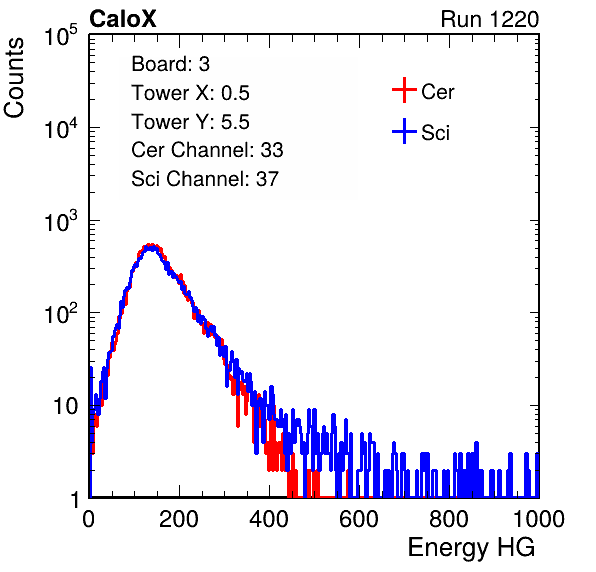 CaloX Run 1220
Counts
10^5
10^4
10^3
10^2
10
1
Board: 3
Tower X: 0.5
Tower Y: 5.5
Cer Channel: 33
Sci Channel: 37
Cer
Sci
0 200 400 600 800 1000
Energy HG